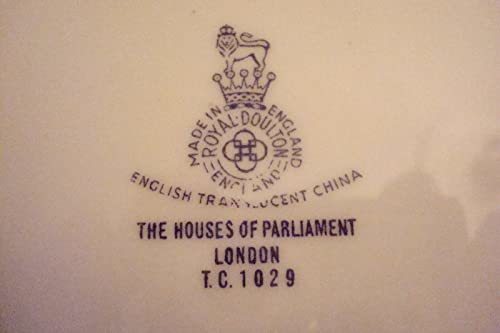 MADE IN ENGLAND
ROYAL·DOULTON
ENGLAND
ENGLISH TRANSLUCENT CHINA
THE HOUSES OF PARLIAMENT
LONDON
T.C.1029